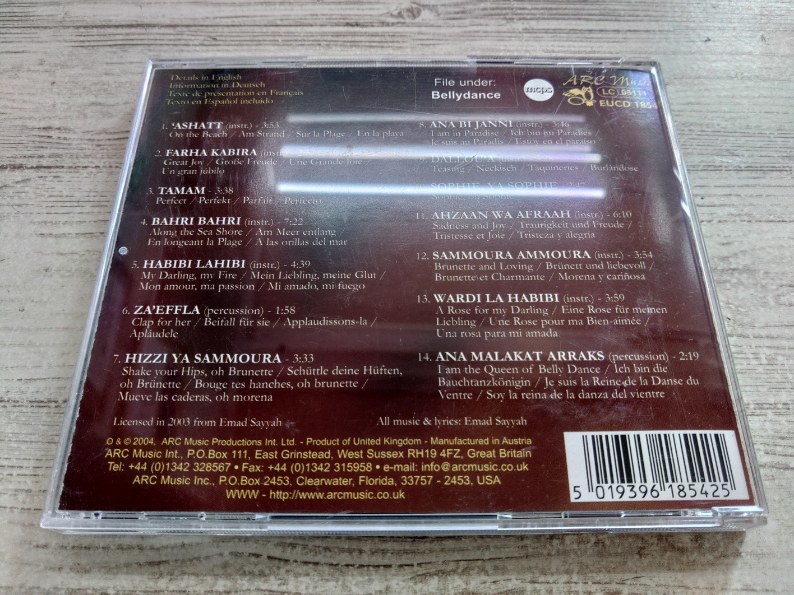 Details in English
Information in Deutsch
Texte de présentation en Français
Texto en Español incluido
File under:
Bellydance
mcps
ARC
LC 05111
EUCD 185
1. 'ASHATT (instr.) - 3:53
On the Beach / Am Strand / Sur la Plage / En la playa
2. FARHA KABIRA (instr.)
Great Joy / Große Freude / Une Grande Joie
Un gran júbilo
3. TAMAM - 3:38
Perfect / Perfekt / Parfait / Perfecto
4. BAHRI BAHRI (instr.) - 7:22
Along the Sea Shore / Am Meer entlang
En longeant la Plage / A las orillas del mar
5. HABIBI LAHIBI (instr.) - 4:39
My Darling, my Fire / Mein Liebling, meine Glut /
Mon amour, ma passion / Mi amado, mi fuego
6. ZA'EFFLA (percussion) - 1:58
Clap for her / Beifall für sie / Applaudissons-la /
Apláudele
7. HIZZI YA SAMMOURA - 3:33
Shake your Hips, oh Brunette / Schüttle deine Hüften,
oh Brünette / Bouge tes hanches, oh brunette /
Mueve las caderas, oh morena
8. ANA BI JANNI (instr.) - 3:46
I am in Paradise / Ich bin im Paradies
Je suis au Paradis / Estoy en el paraíso
Teasing / Neckisch / Taquineries / Burlándose
11. AHZAAN WA AFRAAH (instr.) - 6:10
Sadness and Joy / Traurigkeit und Freude /
Tristesse et Joie / Tristeza y alegría
12. SAMMOURA AMMOURA (instr.) - 3:54
Brunette and Loving / Brünett und liebevoll /
Brunette et Charmante / Morena y cariñosa
13. WARDI LA HABIBI (instr.) - 3:59
A Rose for my Darling / Eine Rose für meinen
Liebling / Une Rose pour ma Bien-aimée /
Una rosa para mi amada
14. ANA MALAKAT ARRAKS (percussion) - 2:19
I am the Queen of Belly Dance / Ich bin die
Bauchtanzkönigin / Je suis la Reine de la Danse du
Ventre / Soy la reina de la danza del vientre
Licensed in 2003 from Emad Sayyah
All music & lyrics: Emad Sayyah
℗ & © 2004, ARC Music Productions Int. Ltd. - Product of United Kingdom - Manufactured in Austria
ARC Music Inc., P.O.Box 111, East Grinstead, West Sussex RH19 4FZ, Great Britain
Tel: +44 (0)1342 328567 • Fax: +44 (0)1342 315958 • e-mail: info@arcmusic.co.uk
ARC Music Inc., P.O.Box 2453, Clearwater, Florida, 33757 - 2453, USA
WWW - http://www.arcmusic.co.uk
5 019396 185425